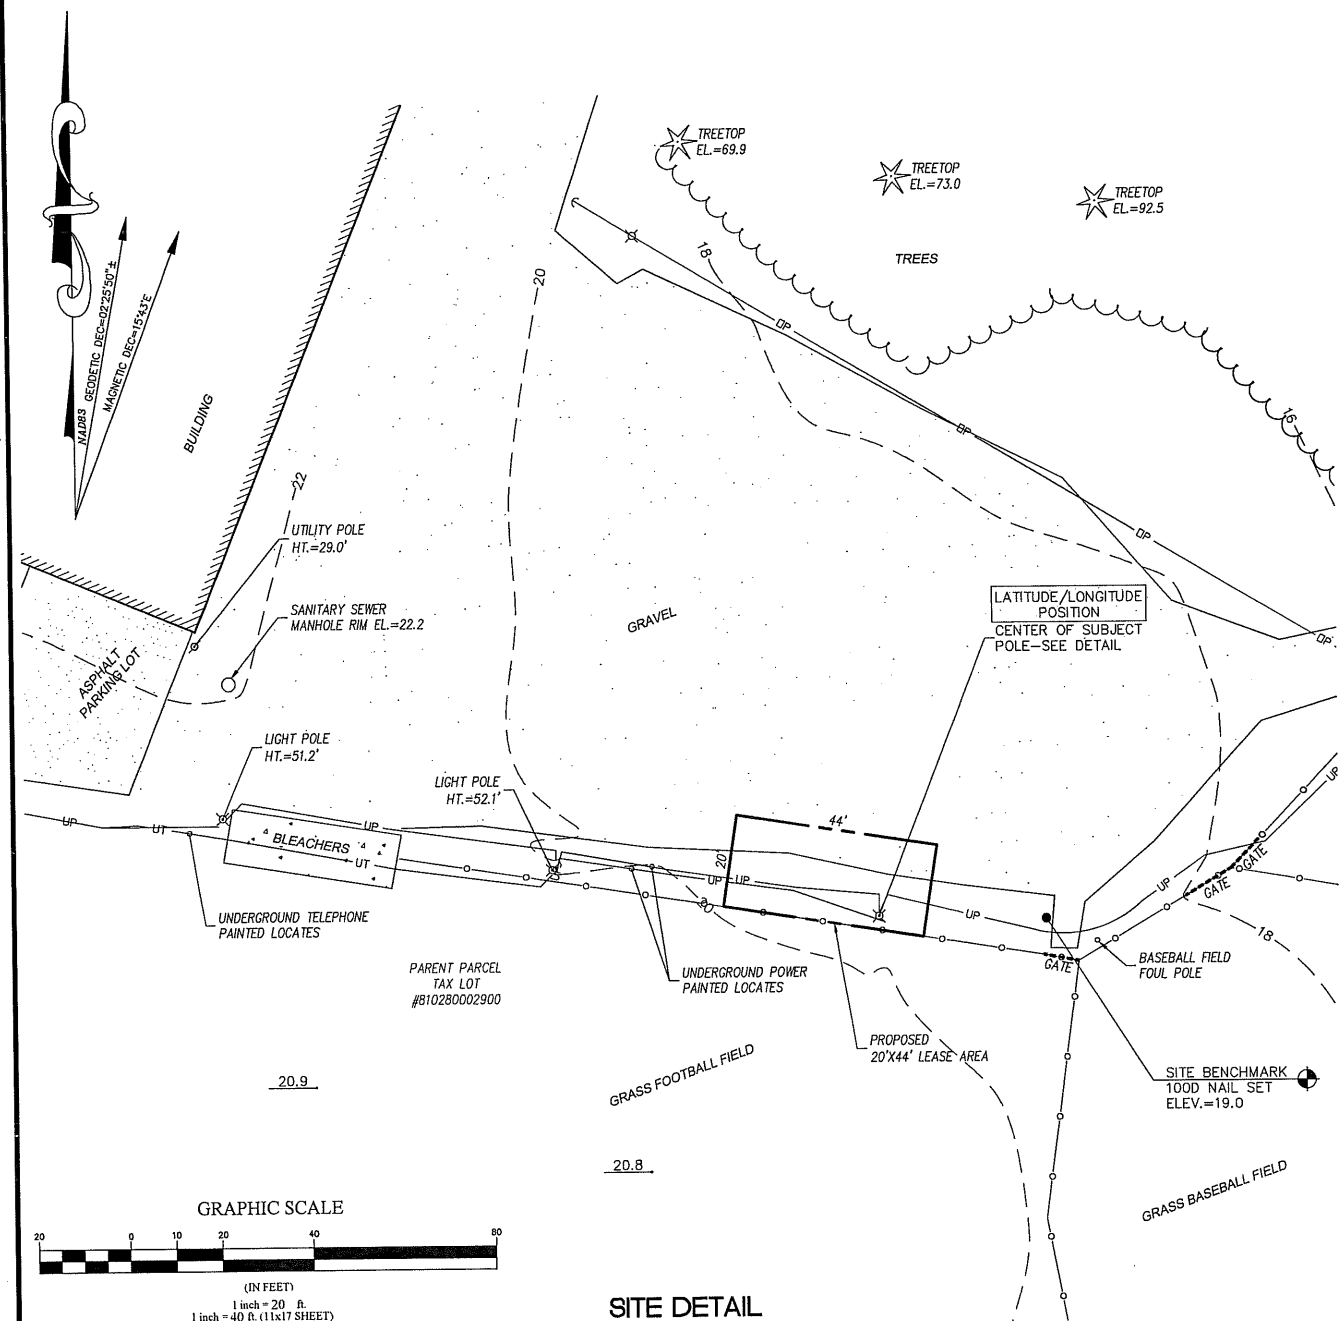 TREETOP
EL.=69.9
TREETOP
EL.=73.0
TREETOP
EL.=92.5
TREES
18
20
16
NAD83
GEODETIC DEC=02°25'50"±
MAGNETIC DEC=15°43'E
BUILDING
22
OP
OP
OP
OP
UTILITY POLE
HT.=29.0'
SANITARY SEWER
MANHOLE RIM EL.=22.2
GRAVEL
LATITUDE/LONGITUDE
POSITION
CENTER OF SUBJECT
POLE-SEE DETAIL
ASPHALT
PARKING LOT
LIGHT POLE
HT.=51.2'
LIGHT POLE
HT.=52.1'
UP
UT
UP
BLEACHERS
UT
44'
20'
UP
UP
UP
UP
UP
GATE
GATE
20
18
UNDERGROUND TELEPHONE
PAINTED LOCATES
PARENT PARCEL
TAX LOT
#810280002900
UNDERGROUND POWER
PAINTED LOCATES
GATE
BASEBALL FIELD
FOUL POLE
PROPOSED
20'X44' LEASE AREA
SITE BENCHMARK
100D NAIL SET
ELEV.=19.0
20.9
GRASS FOOTBALL FIELD
20.8
GRASS BASEBALL FIELD
GRAPHIC SCALE
20 0 10 20 40 80
(IN FEET)
1 inch = 20 ft.
1 inch = 40 ft. (11x17 SHEET)
SITE DETAIL